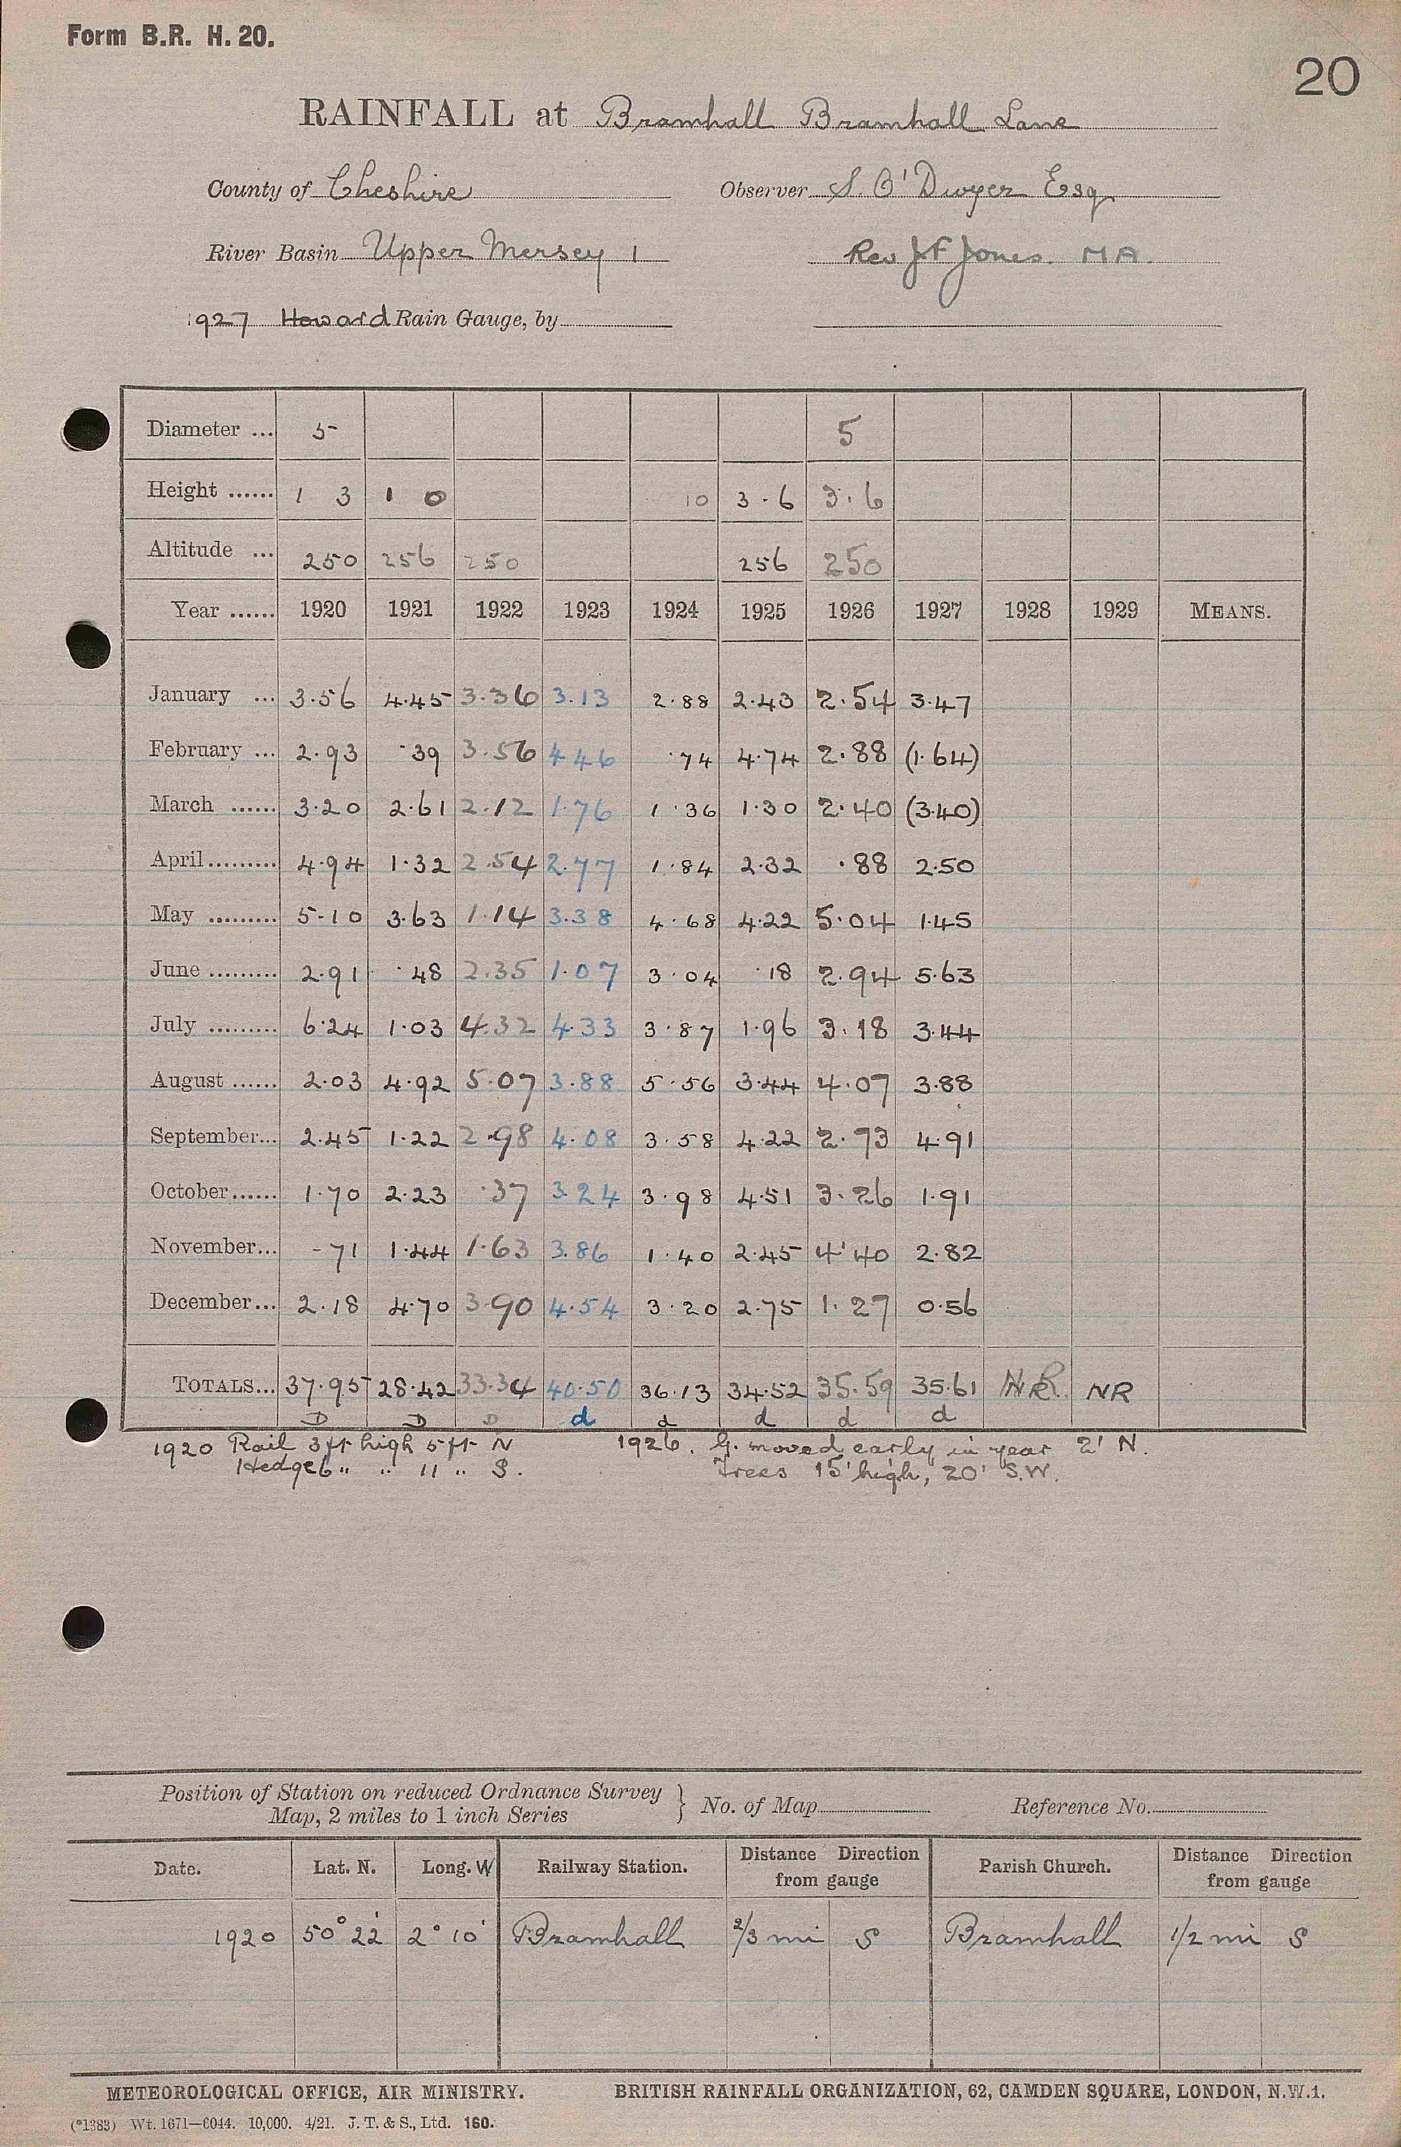 Form B.R. H. 20.
20
RAINFALL at Bramhall Bramhall Lane
County of Cheshire Observer S. O'Dwyer Esq
River Basin Upper Mersey 1 Rev J F Jones. MA.
1927 Howard Rain Gauge, by
Diameter ... 5 5
Height ...... 1 3 1 0 10 3.6 3.6
Altitude ... 250 256 250 256 250
Year ...... 1920 1921 1922 1923 1924 1925 1926 1927 1928 1929 MEANS.
January ... 3.56 4.45 3.36 3.13 2.88 2.43 2.54 3.47
February ... 2.93 .39 3.56 4.46 .74 4.74 2.88 (1.64)
March ...... 3.20 2.61 2.12 1.76 1.36 1.30 2.40 (3.40)
April......... 4.94 1.32 2.54 2.77 1.84 2.32 .88 2.50
May ......... 5.10 3.63 1.14 3.38 4.68 4.22 5.04 1.45
June ......... 2.91 .48 2.35 1.07 3.04 .18 2.94 5.63
July ......... 6.24 1.03 4.32 4.33 3.87 1.96 3.18 3.44
August ...... 2.03 4.92 5.07 3.88 5.56 3.44 4.07 3.88
September... 2.45 1.22 2.98 4.08 3.58 4.22 2.73 4.91
October...... 1.70 2.23 .37 3.24 3.98 4.51 3.26 1.91
November... .71 1.44 1.63 3.86 1.40 2.45 4.40 2.82
December... 2.18 4.70 3.90 4.54 3.20 2.75 1.27 0.56
TOTALS... 37.95 28.42 33.34 40.50 36.13 34.52 35.59 35.61 NR. NR
D D D d d d d d
1920 Rail 3ft high 5ft N 1926. G. moved early in year 2' N.
Hedge 6 " " 11 " S. Trees 15' high, 20' S.W.
Position of Station on reduced Ordnance Survey
Map, 2 miles to 1 inch Series } No. of Map Reference No.
Date. Lat. N. Long. W Railway Station. Distance Direction from gauge Parish Church. Distance Direction from gauge
1920 50° 22' 2° 10' Bramhall 2/3 mi S Bramhall 1/2 mi S
METEOROLOGICAL OFFICE, AIR MINISTRY. BRITISH RAINFALL ORGANIZATION, 62, CAMDEN SQUARE, LONDON, N.W.1.
(*1383) Wt. 1671—6044. 10,000. 4/21. J. T. & S., Ltd. 160.